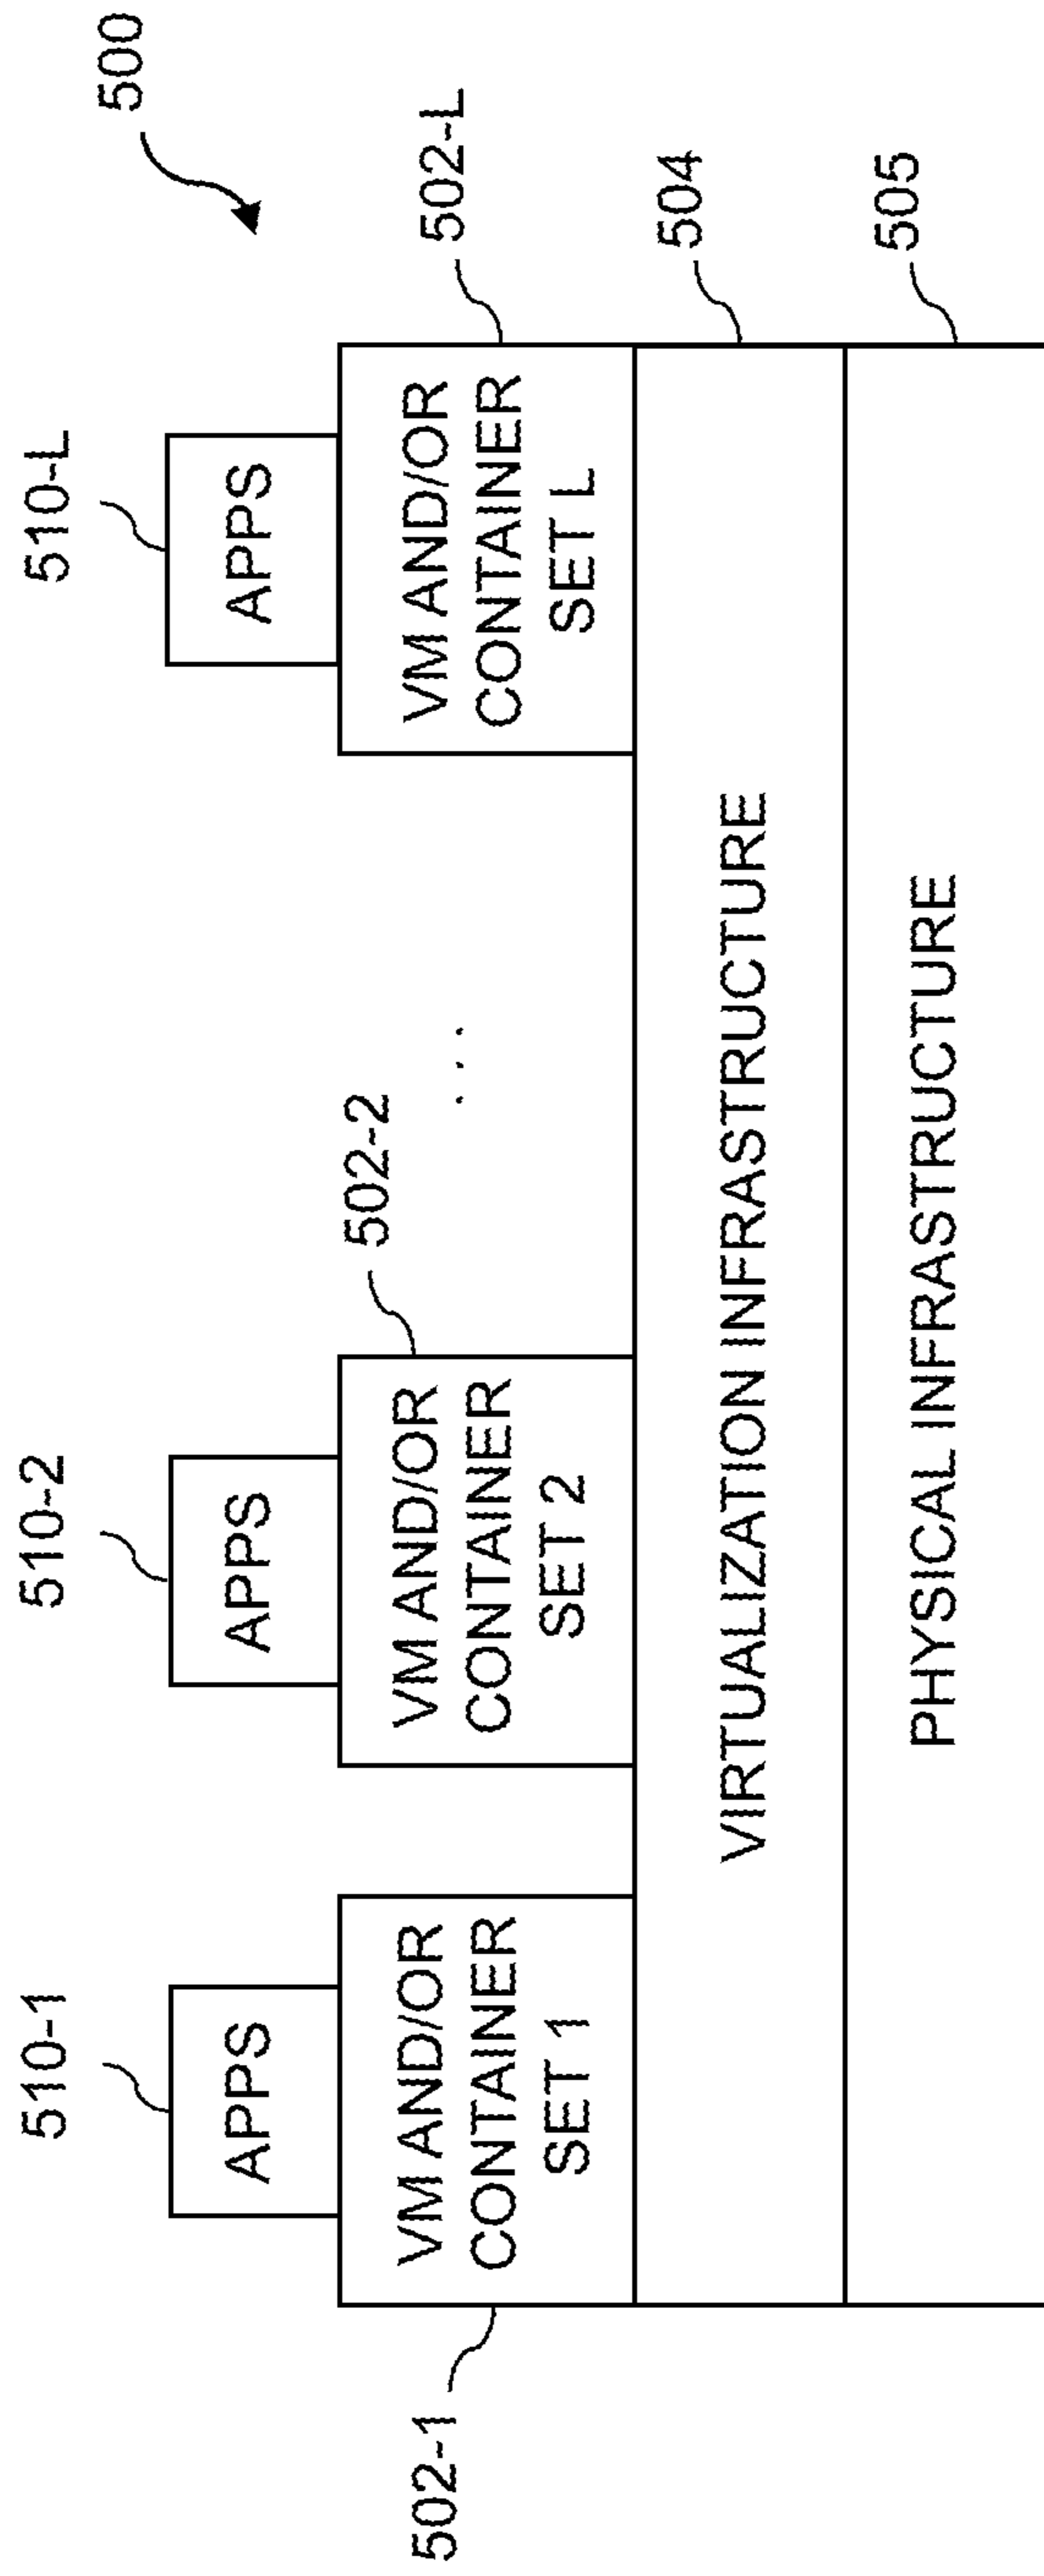 500
510-1
510-2
510-L
APPS
APPS
APPS
502-1
VM AND/OR
CONTAINER
SET 1
VM AND/OR
CONTAINER
SET 2
502-2
. . .
VM AND/OR
CONTAINER
SET L
502-L
VIRTUALIZATION INFRASTRUCTURE
504
PHYSICAL INFRASTRUCTURE
505